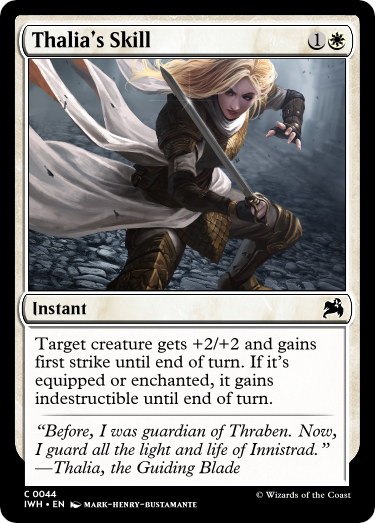 Thalia's Skill 1
Instant
Target creature gets +2/+2 and gains
first strike until end of turn. If it's
equipped or enchanted, it gains
indestructible until end of turn.
“Before, I was guardian of Thraben. Now,
I guard all the light and life of Innistrad.”
—Thalia, the Guiding Blade
C 0044
IWH • EN MARK-HENRY-BUSTAMANTE
© Wizards of the Coast